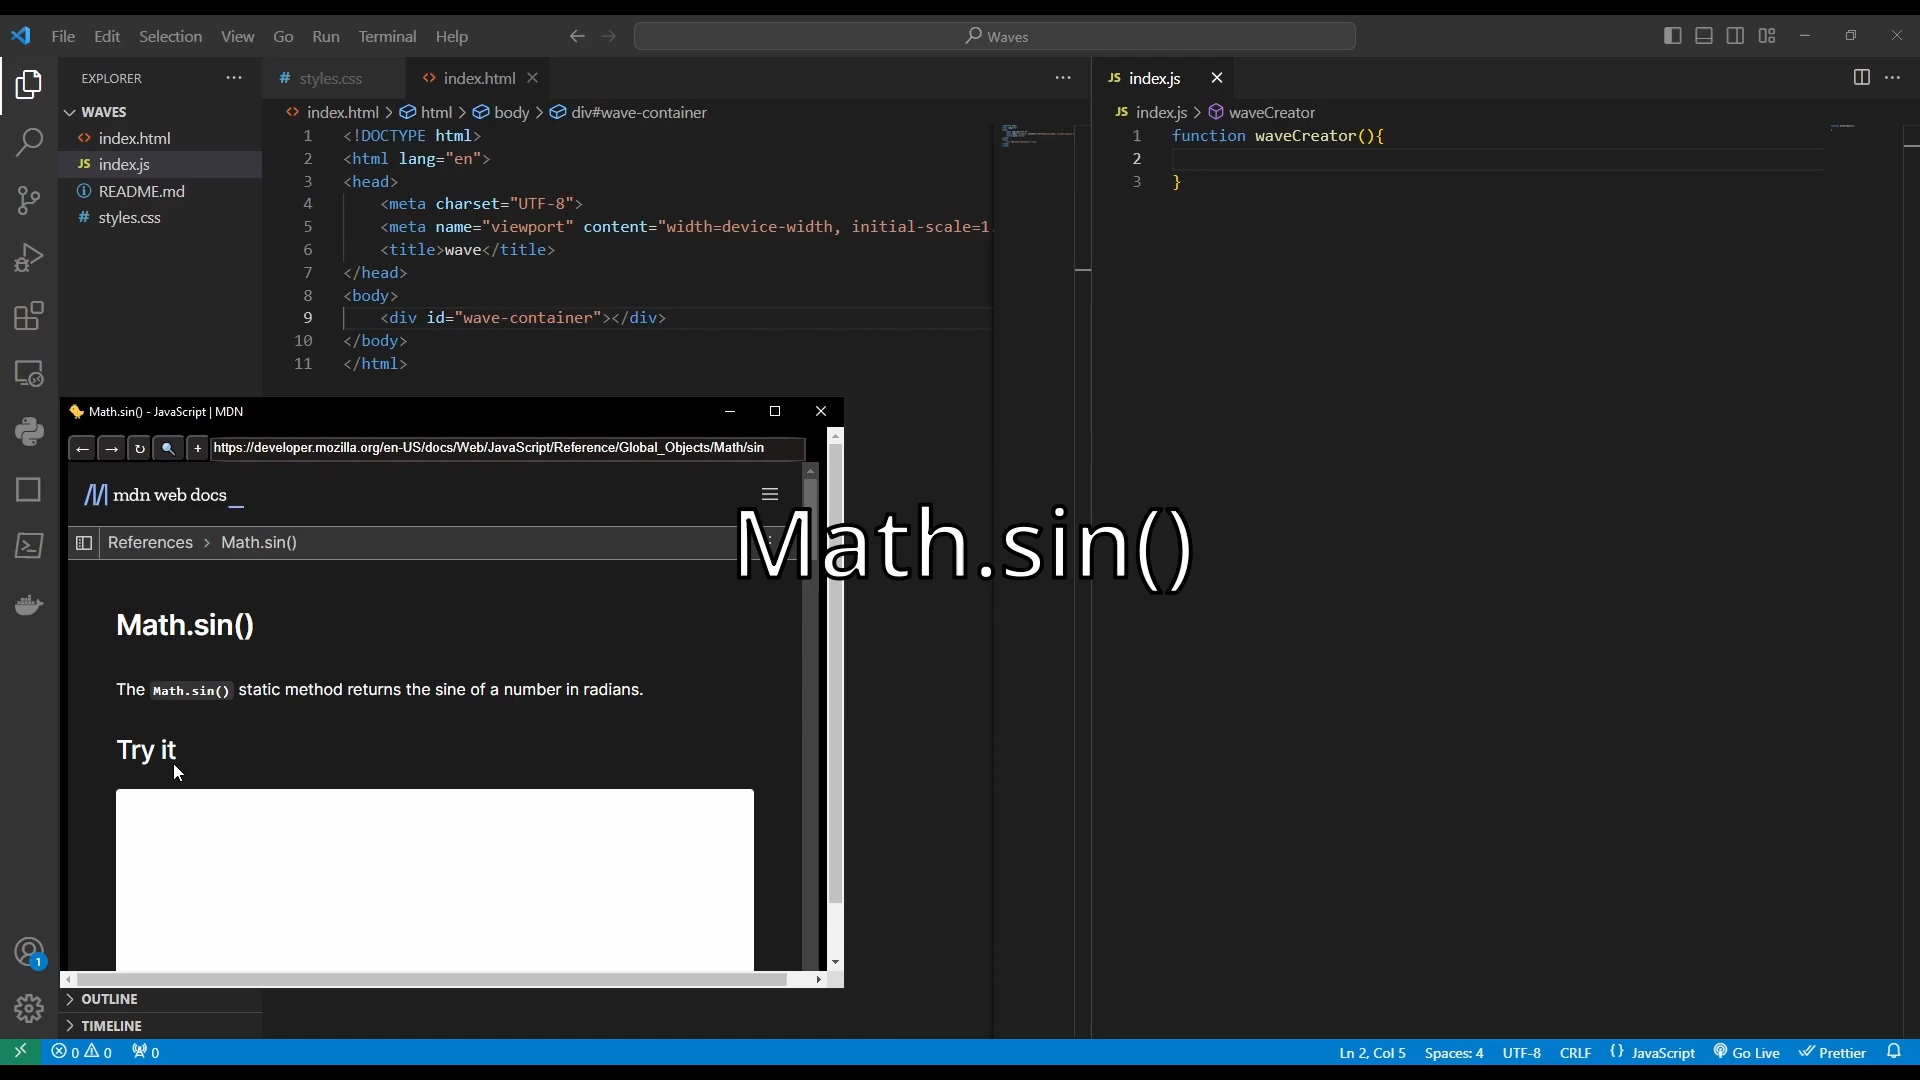 File Edit Selection View Go Run Terminal Help
Waves
EXPLORER
WAVES
index.html
JS index.js
README.md
# styles.css
# styles.css
<> index.html
<> index.html > html > body > div#wave-container
1 <!DOCTYPE html>
2 <html lang="en">
3 <head>
4 <meta charset="UTF-8">
5 <meta name="viewport" content="width=device-width, initial-scale=1.
6 <title>wave</title>
7 </head>
8 <body>
9 <div id="wave-container"></div>
10 </body>
11 </html>
JS index.js
JS index.js > waveCreator
1 function waveCreator(){
2
3 }
Math.sin() - JavaScript | MDN
https://developer.mozilla.org/en-US/docs/Web/JavaScript/Reference/Global_Objects/Math/sin
mdn web docs_
References > Math.sin()
Math.sin()
The Math.sin() static method returns the sine of a number in radians.
Try it
Math.sin()
1
OUTLINE
TIMELINE
0 0 0
Ln 2, Col 5 Spaces: 4 UTF-8 CRLF {} JavaScript Go Live Prettier